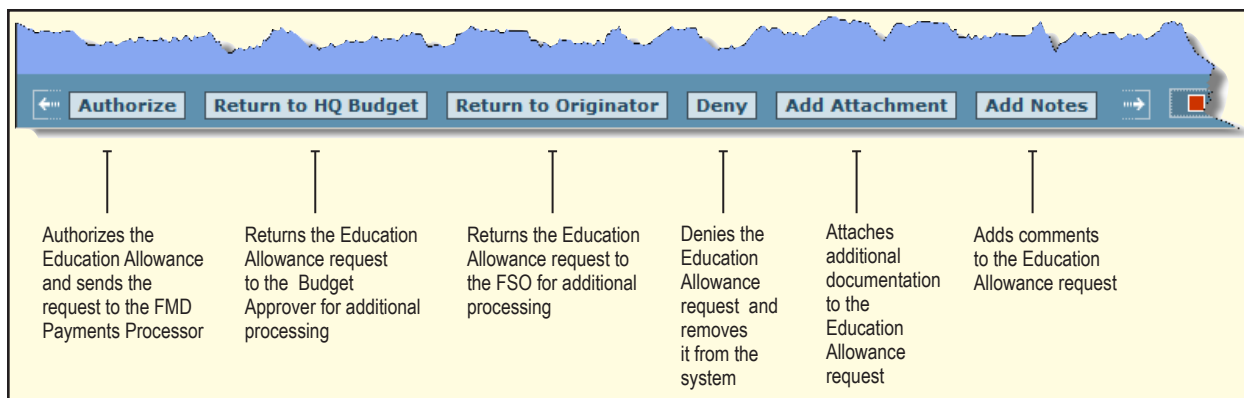 Authorize Return to HQ Budget Return to Originator Deny Add Attachment Add Notes
Authorizes the
Education Allowance
and sends the
request to the FMD
Payments Processor
Returns the Education
Allowance request
to the Budget
Approver for additional
processing
Returns the Education
Allowance request to
the FSO for additional
processing
Denies the
Education
Allowance
request and
removes
it from the
system
Attaches
additional
documentation
to the
Education
Allowance
request
Adds comments
to the Education
Allowance request